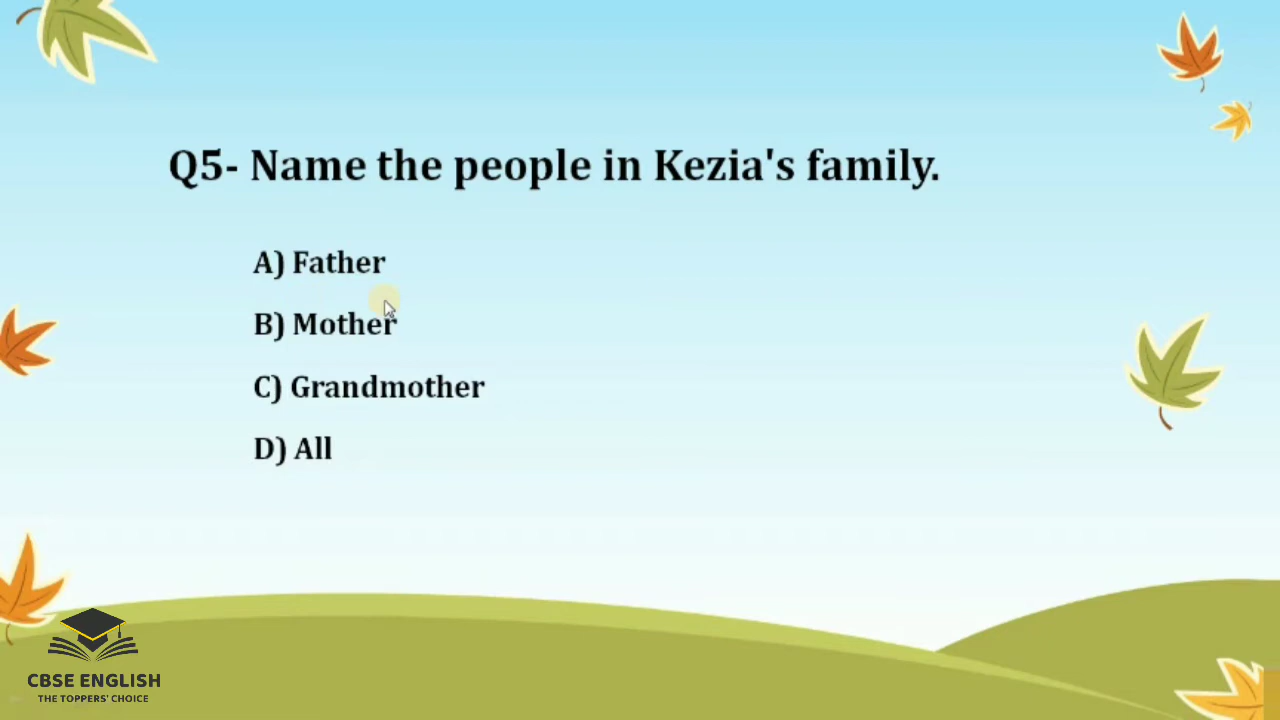 Q5- Name the people in Kezia's family.
A) Father
B) Mother
C) Grandmother
D) All
CBSE ENGLISH
THE TOPPERS' CHOICE